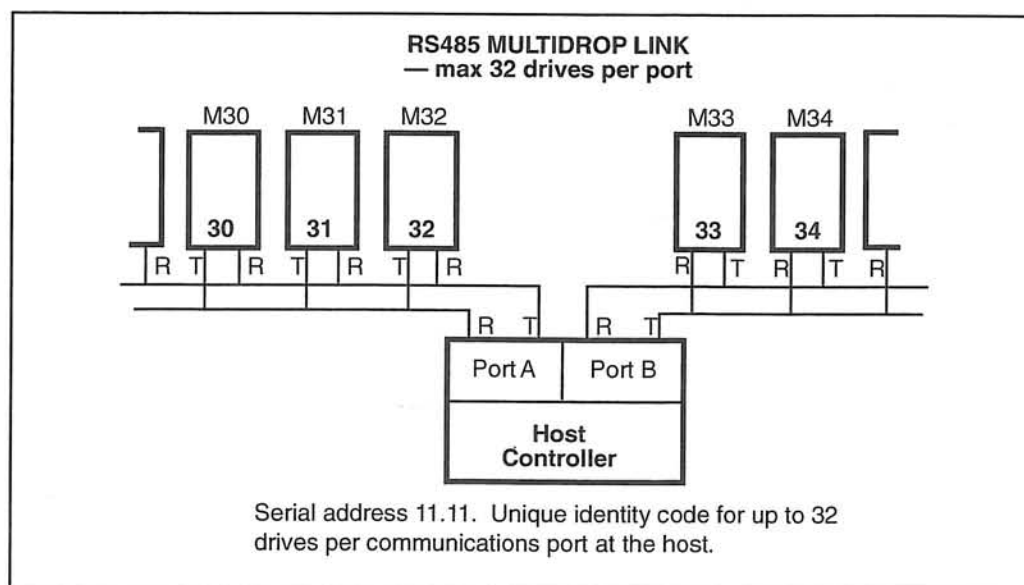 RS485 MULTIDROP LINK
— max 32 drives per port
M30 M31 M32 M33 M34
30 31 32 33 34
R T R T R T R R T R T R
R T R T
Port A Port B
Host
Controller
Serial address 11.11. Unique identity code for up to 32
drives per communications port at the host.